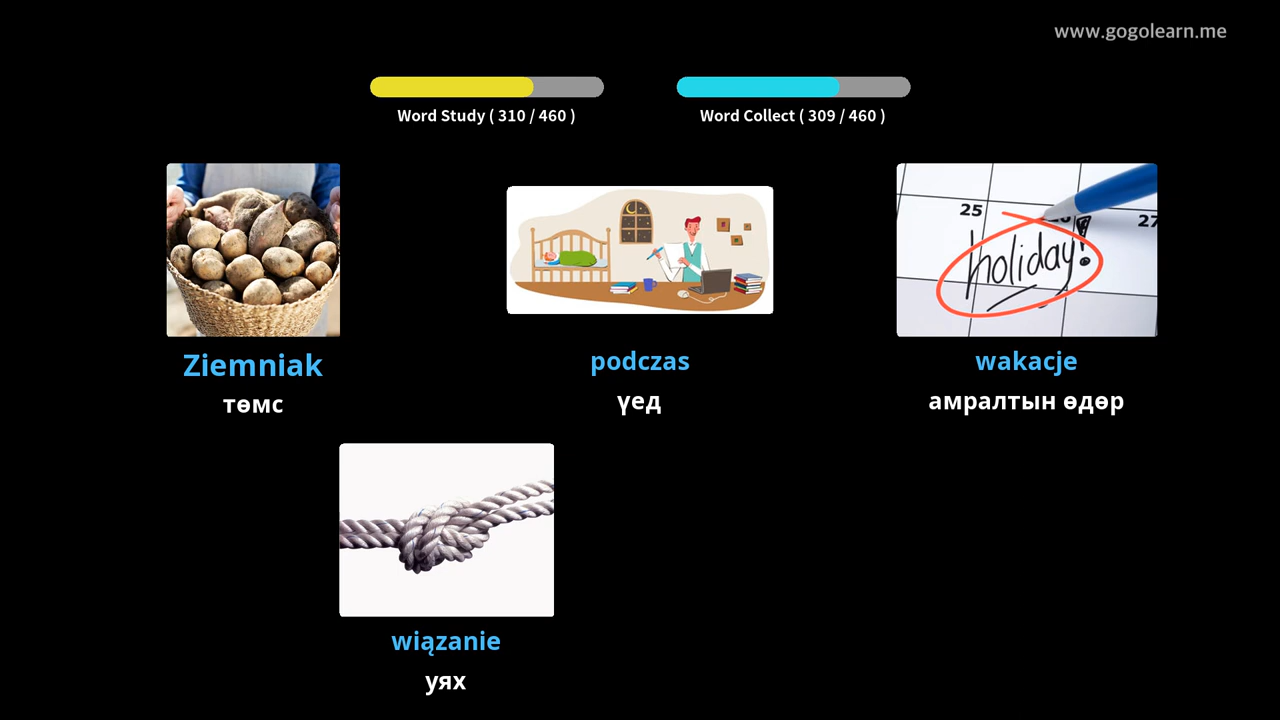 www.gogolearn.me
Word Study ( 310 / 460 )
Word Collect ( 309 / 460 )
25
27
holiday!
Ziemniak
podczas
wakacje
төмс
үед
амралтын өдөр
wiązanie
уях